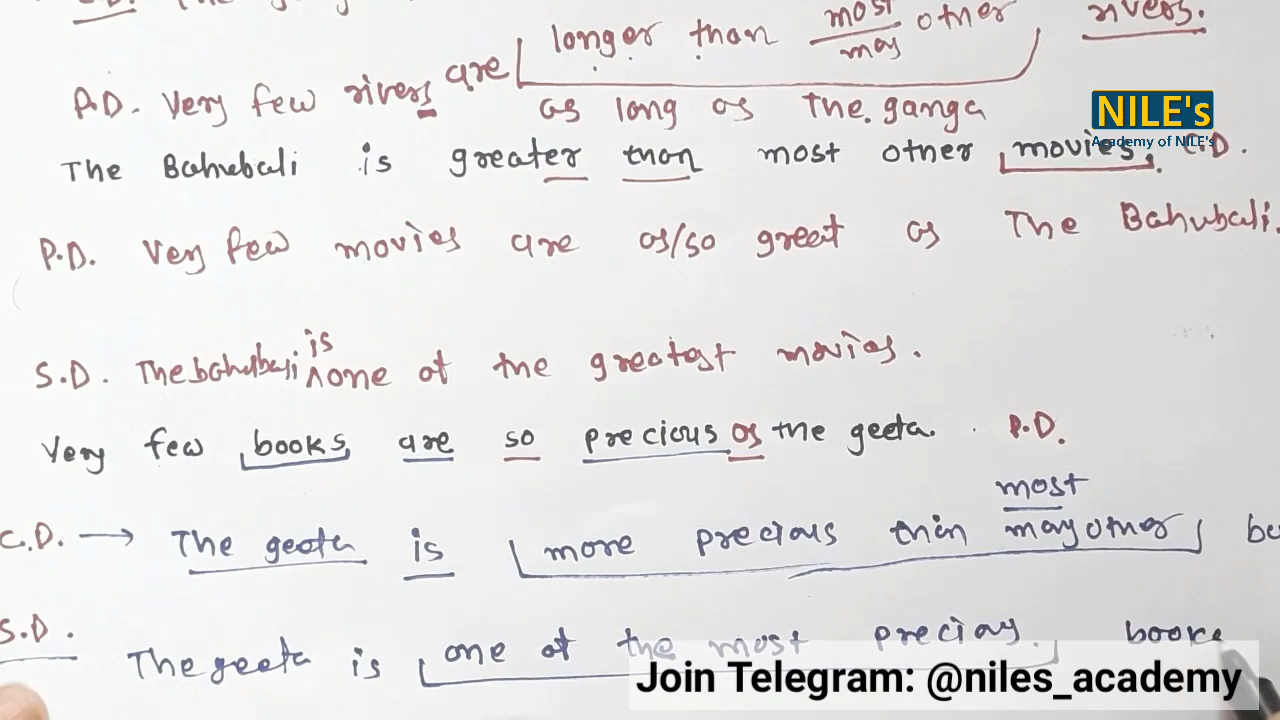 longer than most other rivers.
may
P.D. Very few rivers are
as long as The ganga
NILE's
Academy of NILE's
The Bahubali is greater than most other movies. C.D.
P.D. Very few movies are as/so great as The Bahubali.
is
S.D. The bahubali ^ one of the greatest movies.
Very few books are so precious as the geeta. P.D.
most
C.D. → The geeta is more precious than may other bo
S.D. The geeta is one of the most precious books
Join Telegram: @niles_academy